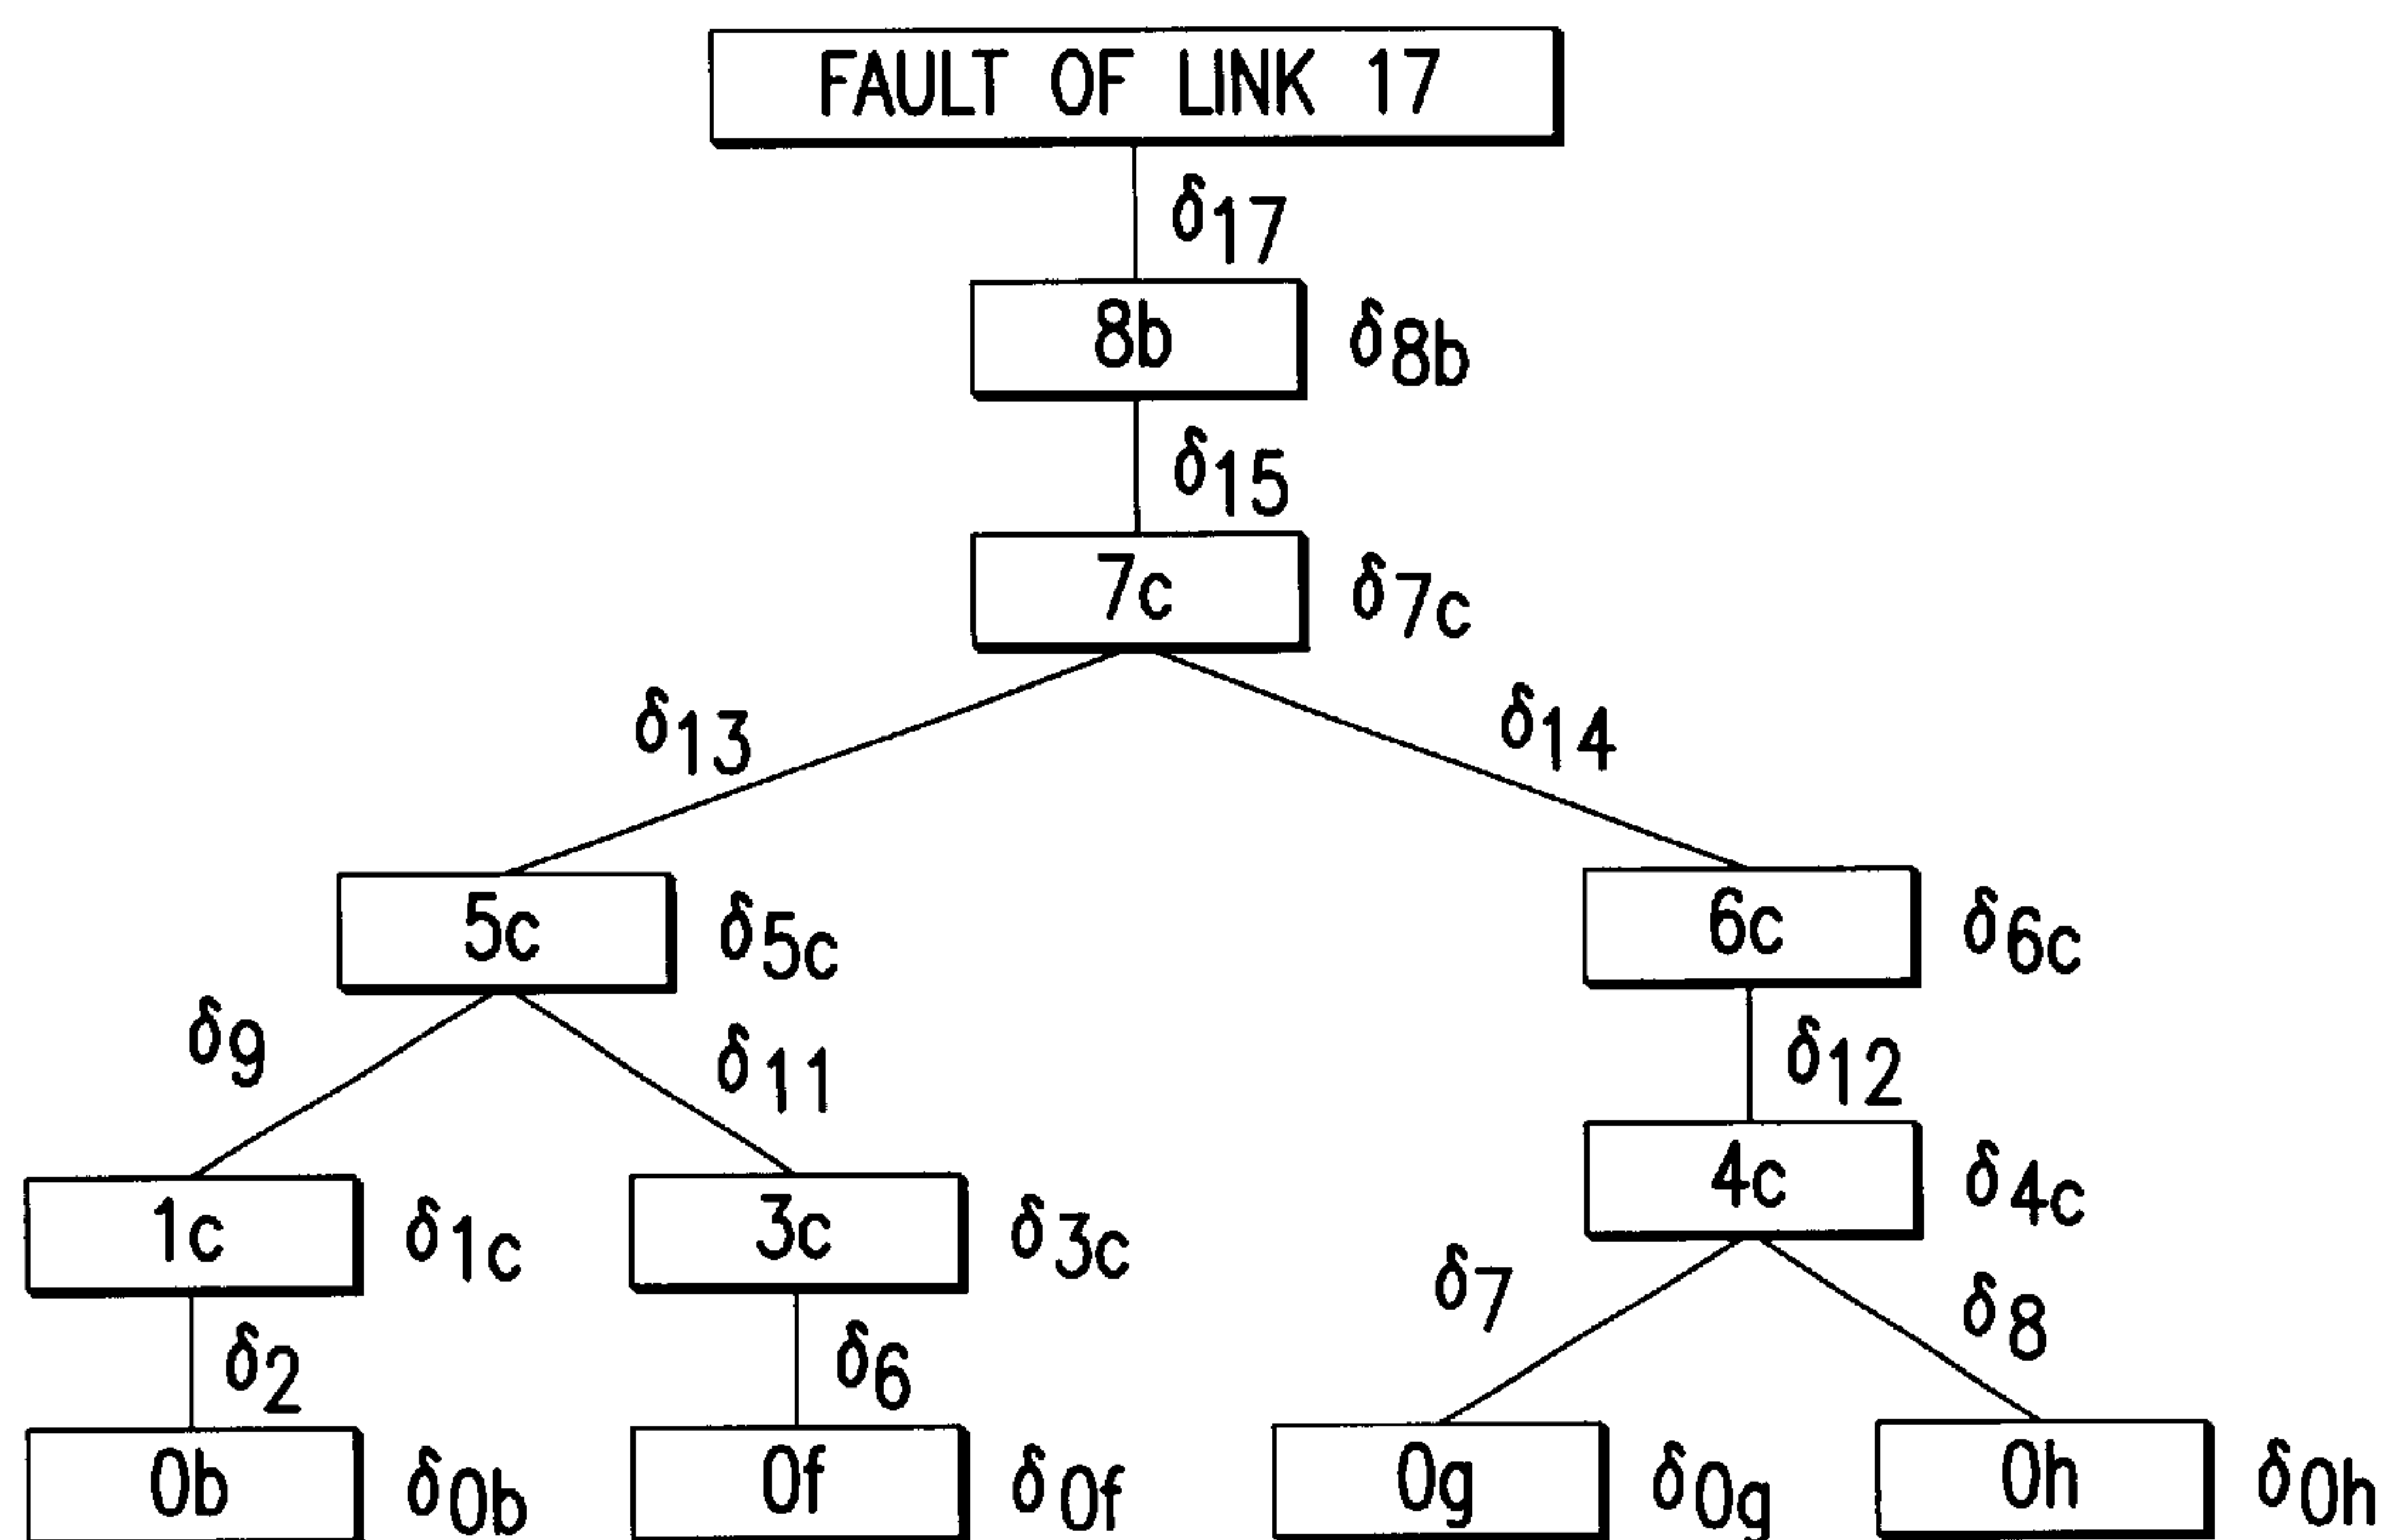 FAULT OF LINK 17
δ17
8b δ8b
δ15
7c δ7c
δ13 δ14
5c δ5c 6c δ6c
δ9 δ11 δ12
1c δ1c 3c δ3c 4c δ4c
δ2 δ6 δ7 δ8
0b δ0b 0f δ0f 0g δ0g 0h δ0h